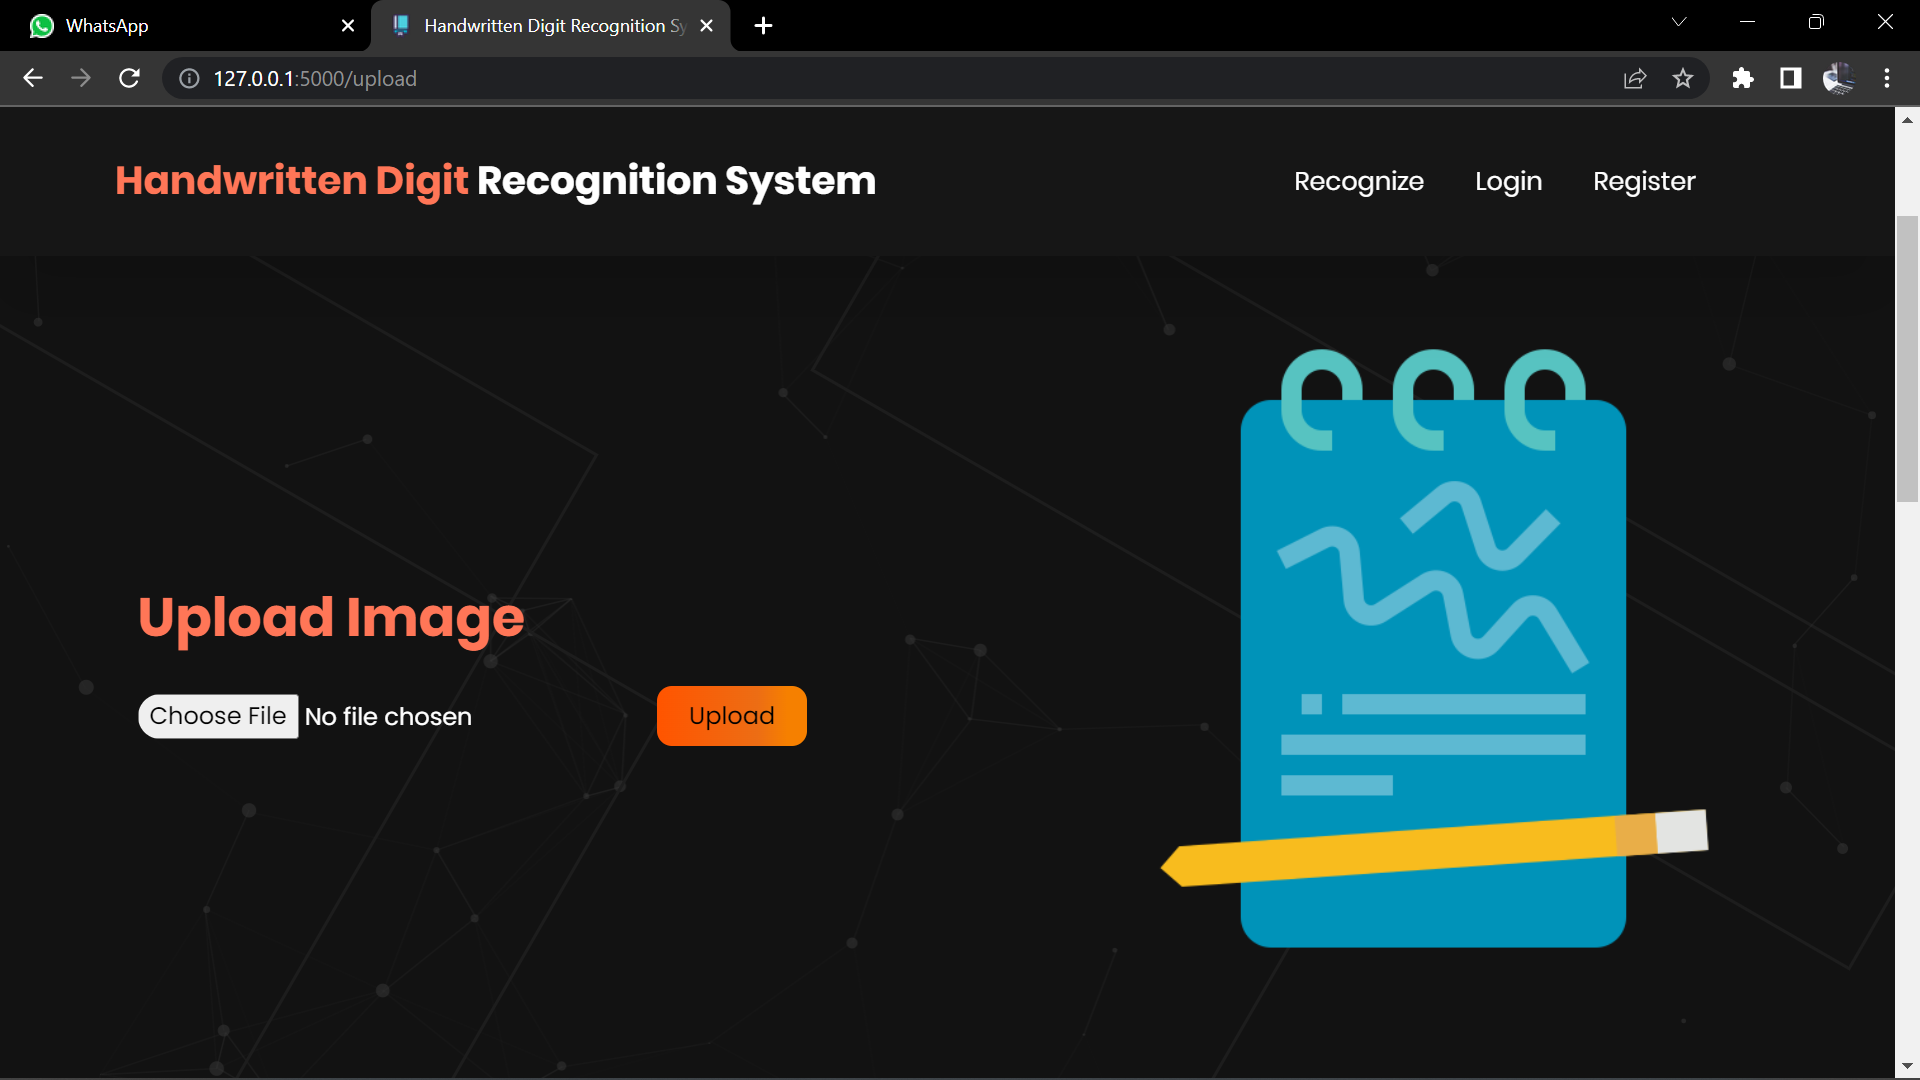 WhatsApp
Handwritten Digit Recognition Sy
127.0.0.1:5000/upload
Handwritten Digit Recognition System
Recognize
Login
Register
Upload Image
Choose File No file chosen
Upload